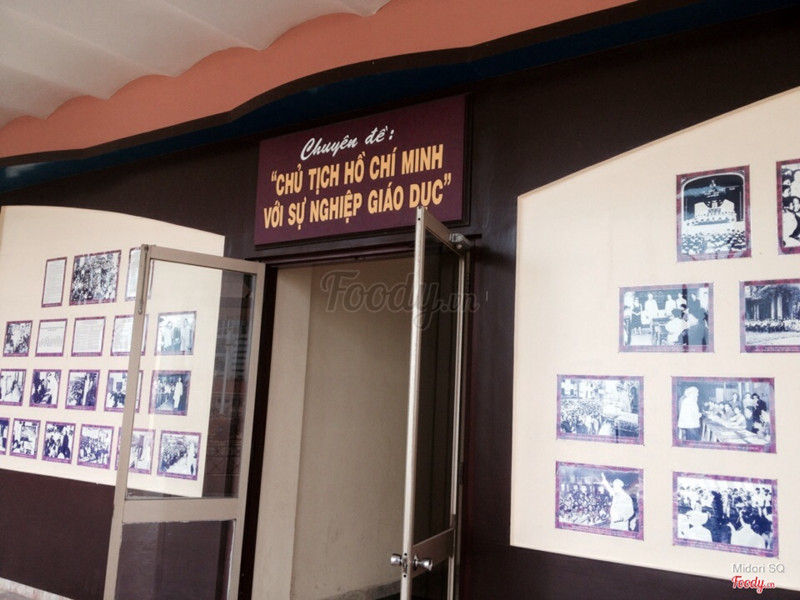 Chuyên đề:
"CHỦ TỊCH HỒ CHÍ MINH
VỚI SỰ NGHIỆP GIÁO DỤC"
Foody.vn
Midori SQ
Foody.vn